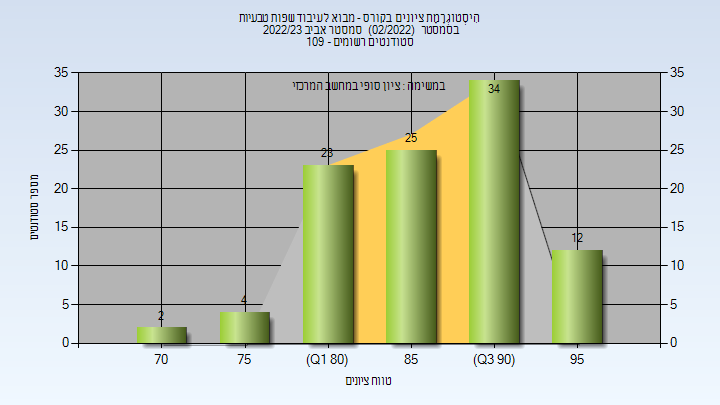 היסטוגרמת ציונים בקורס - מבוא לעיבוד שפות טבעיות
בסמסטר (02/2022) סמסטר אביב 2022/23
סטודנטים רשומים - 109
במשימה : ציון סופי במחשב המרכזי
35 35
30 30
25 25
20 20
15 15
10 10
5 5
0 0
2 4 23 25 34 12
70 75 (Q1 80) 85 (Q3 90) 95
מספר סטודנטים
טווח ציונים